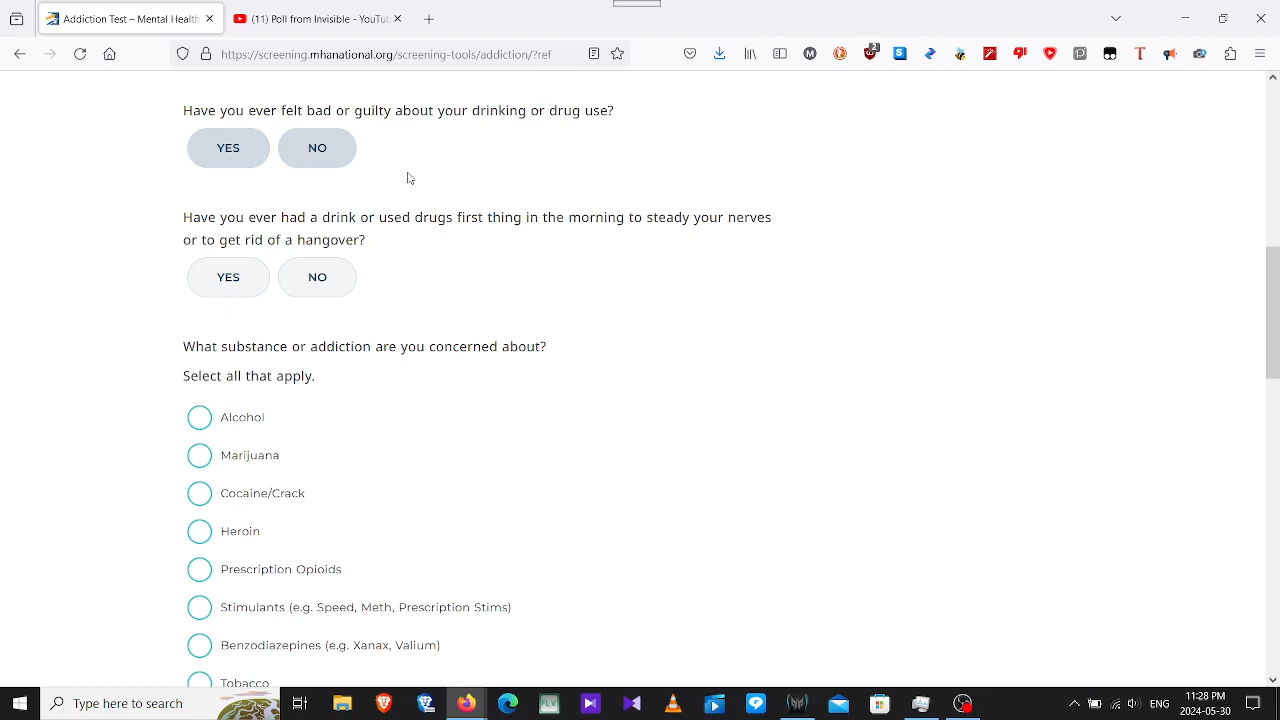 Addiction Test – Mental Health
(11) Poll from Invisible - YouTub
https://screening.mhanational.org/screening-tools/addiction/?ref
2
Have you ever felt bad or guilty about your drinking or drug use?
YES NO
Have you ever had a drink or used drugs first thing in the morning to steady your nerves
or to get rid of a hangover?
YES NO
What substance or addiction are you concerned about?
Select all that apply.
Alcohol
Marijuana
Cocaine/Crack
Heroin
Prescription Opioids
Stimulants (e.g. Speed, Meth, Prescription Stims)
Benzodiazepines (e.g. Xanax, Valium)
Tobacco
Type here to search
FLV
ENG
11:28 PM
2024-05-30